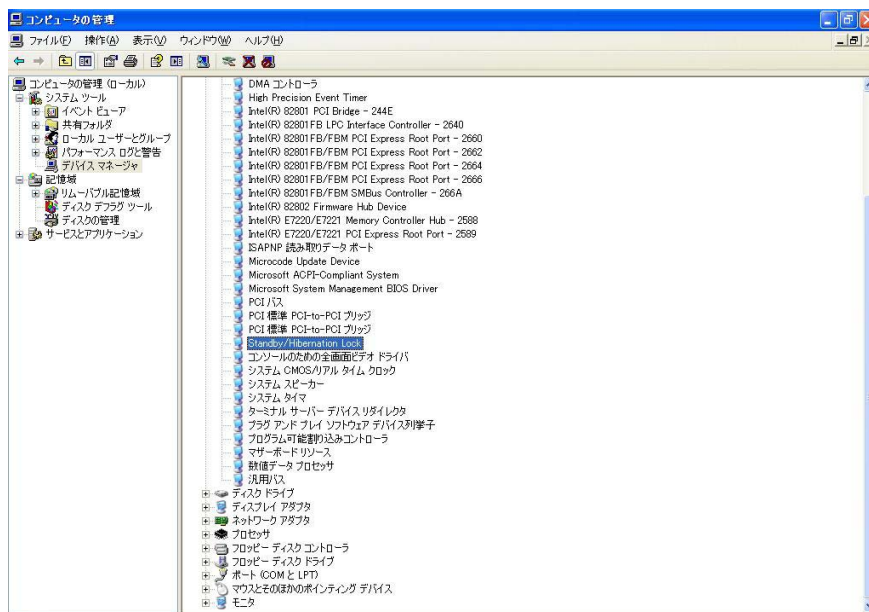 コンピュータの管理
ファイル(F) 操作(A) 表示(V) ウィンドウ(W) ヘルプ(H)
コンピュータの管理 (ローカル)
システム ツール
イベント ビューア
共有フォルダ
ローカル ユーザーとグループ
パフォーマンス ログと警告
デバイス マネージャ
記憶域
リムーバブル記憶域
ディスク デフラグ ツール
ディスクの管理
サービスとアプリケーション
DMA コントローラ
High Precision Event Timer
Intel(R) 82801 PCI Bridge - 244E
Intel(R) 82801FB LPC Interface Controller - 2640
Intel(R) 82801FB/FBM PCI Express Root Port - 2660
Intel(R) 82801FB/FBM PCI Express Root Port - 2662
Intel(R) 82801FB/FBM PCI Express Root Port - 2664
Intel(R) 82801FB/FBM PCI Express Root Port - 2666
Intel(R) 82801FB/FBM SMBus Controller - 266A
Intel(R) 82802 Firmware Hub Device
Intel(R) E7220/E7221 Memory Controller Hub - 2588
Intel(R) E7220/E7221 PCI Express Root Port - 2589
ISAPNP 読み取りデータ ポート
Microcode Update Device
Microsoft ACPI-Compliant System
Microsoft System Management BIOS Driver
PCI バス
PCI 標準 PCI-to-PCI ブリッジ
PCI 標準 PCI-to-PCI ブリッジ
Standby/Hibernation Lock
コンソールのための全画面ビデオ ドライバ
システム CMOS/リアル タイム クロック
システム スピーカー
システム タイマ
ターミナル サーバー デバイス リダイレクタ
プラグ アンド プレイ ソフトウェア デバイス列挙子
プログラム可能割り込みコントローラ
マザーボード リソース
数値データ プロセッサ
汎用バス
ディスク ドライブ
ディスプレイ アダプタ
ネットワーク アダプタ
プロセッサ
フロッピー ディスク コントローラ
フロッピー ディスク ドライブ
ポート (COM と LPT)
マウスとそのほかのポインティング デバイス
モニタ